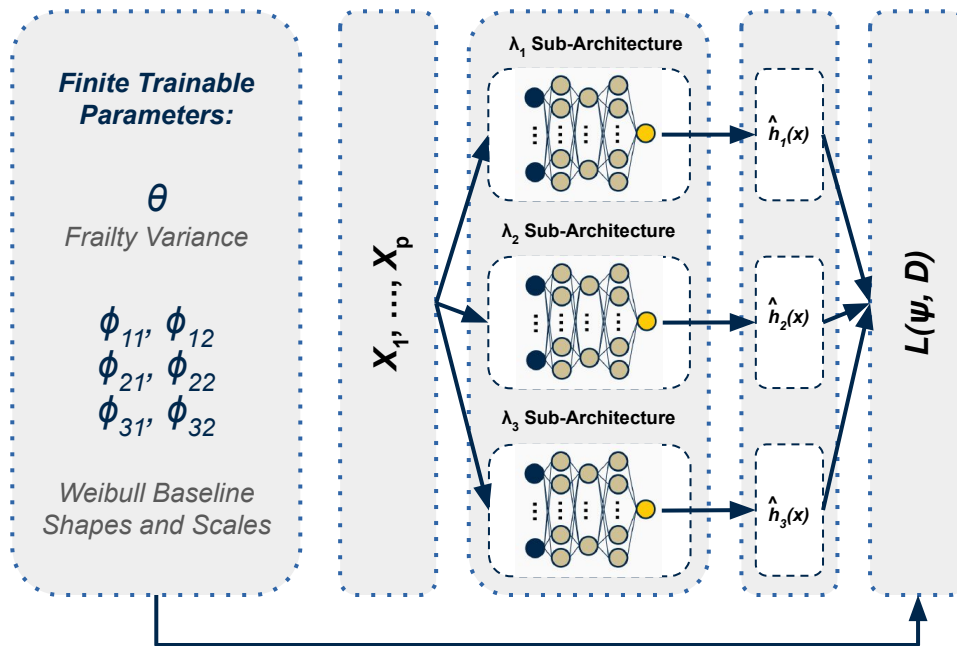 Finite Trainable
Parameters:
θ
Frailty Variance
ϕ11, ϕ12
ϕ21, ϕ22
ϕ31, ϕ32
Weibull Baseline
Shapes and Scales
X1, ..., Xp
λ1 Sub-Architecture
...
...
...
...
λ2 Sub-Architecture
...
...
...
...
λ3 Sub-Architecture
...
...
...
...
ĥ1(x)
ĥ2(x)
ĥ3(x)
L(ψ, D)